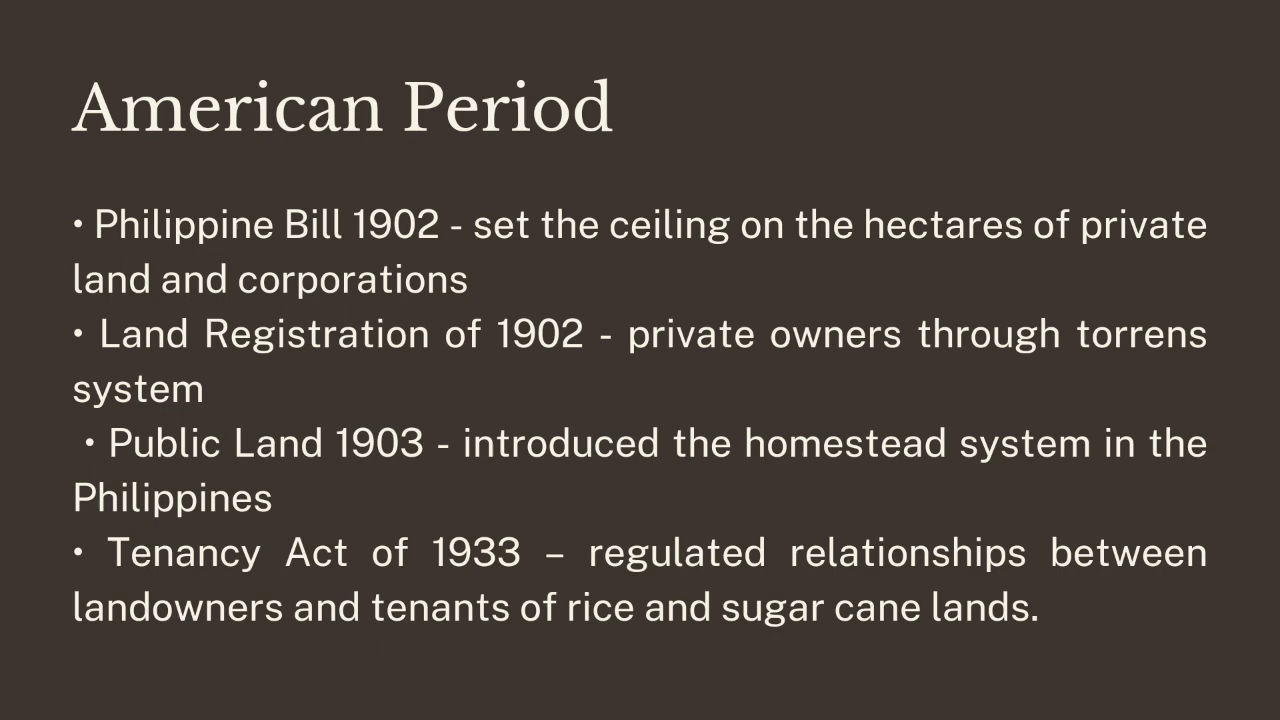 American Period
• Philippine Bill 1902 - set the ceiling on the hectares of private
land and corporations
• Land Registration of 1902 - private owners through torrens
system
• Public Land 1903 - introduced the homestead system in the
Philippines
• Tenancy Act of 1933 – regulated relationships between
landowners and tenants of rice and sugar cane lands.